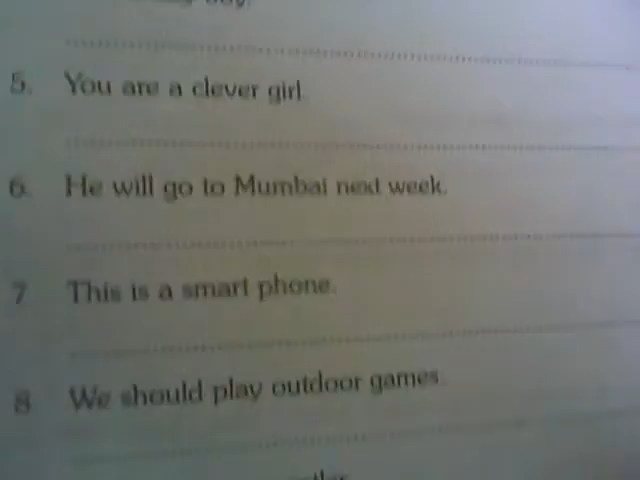 5. You are a clever girl.
6. He will go to Mumbai next week.
7 This is a smart phone.
8 We should play outdoor games.